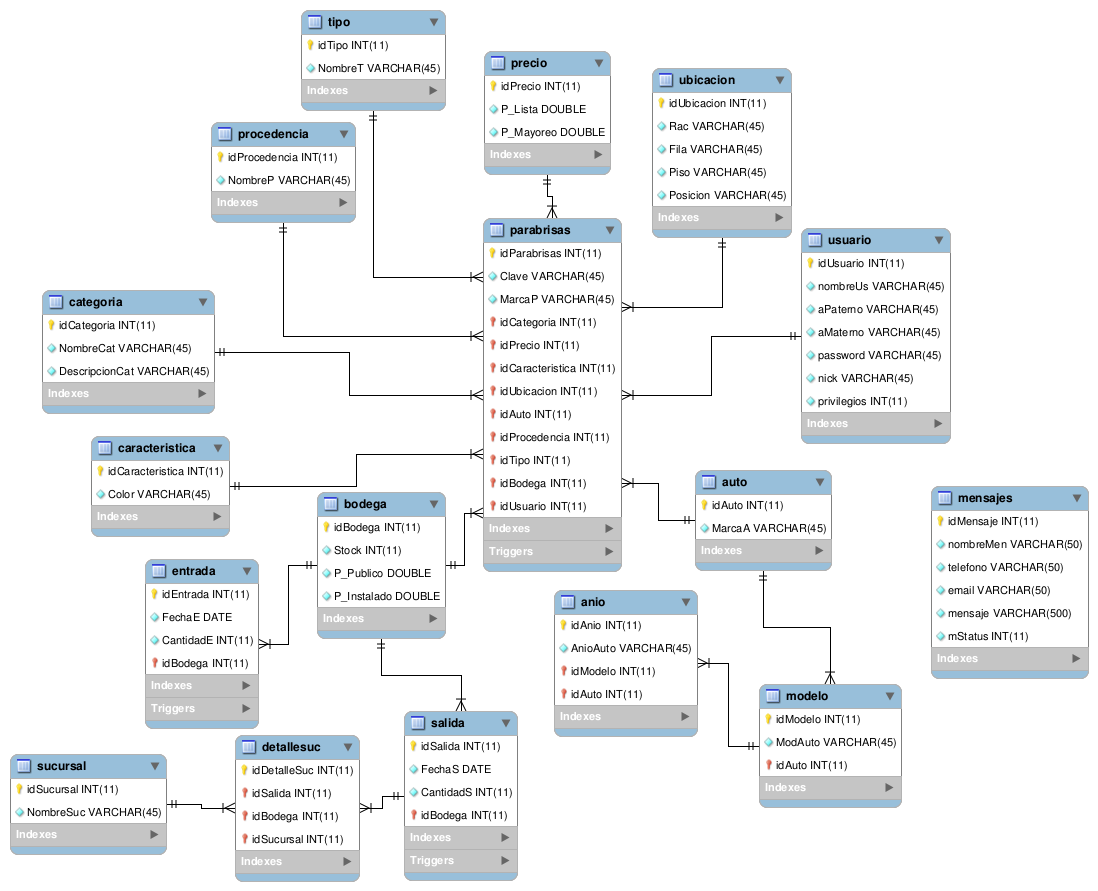 tipo
idTipo INT(11)
NombreT VARCHAR(45)
Indexes
precio
idPrecio INT(11)
P_Lista DOUBLE
P_Mayoreo DOUBLE
Indexes
ubicacion
idUbicacion INT(11)
Rac VARCHAR(45)
Fila VARCHAR(45)
Piso VARCHAR(45)
Posicion VARCHAR(45)
Indexes
procedencia
idProcedencia INT(11)
NombreP VARCHAR(45)
Indexes
parabrisas
idParabrisas INT(11)
Clave VARCHAR(45)
MarcaP VARCHAR(45)
idCategoria INT(11)
idPrecio INT(11)
idCaracteristica INT(11)
idUbicacion INT(11)
idAuto INT(11)
idProcedencia INT(11)
idTipo INT(11)
idBodega INT(11)
idUsuario INT(11)
Indexes
Triggers
usuario
idUsuario INT(11)
nombreUs VARCHAR(45)
aPaterno VARCHAR(45)
aMaterno VARCHAR(45)
password VARCHAR(45)
nick VARCHAR(45)
privilegios INT(11)
Indexes
categoria
idCategoria INT(11)
NombreCat VARCHAR(45)
DescripcionCat VARCHAR(45)
Indexes
caracteristica
idCaracteristica INT(11)
Color VARCHAR(45)
Indexes
bodega
idBodega INT(11)
Stock INT(11)
P_Publico DOUBLE
P_Instalado DOUBLE
Indexes
auto
idAuto INT(11)
MarcaA VARCHAR(45)
Indexes
mensajes
idMensaje INT(11)
nombreMen VARCHAR(50)
telefono VARCHAR(50)
email VARCHAR(50)
mensaje VARCHAR(500)
mStatus INT(11)
Indexes
entrada
idEntrada INT(11)
FechaE DATE
CantidadE INT(11)
idBodega INT(11)
Indexes
Triggers
anio
idAnio INT(11)
AnioAuto VARCHAR(45)
idModelo INT(11)
idAuto INT(11)
Indexes
modelo
idModelo INT(11)
ModAuto VARCHAR(45)
idAuto INT(11)
Indexes
salida
idSalida INT(11)
FechaS DATE
CantidadS INT(11)
idBodega INT(11)
Indexes
Triggers
detallesuc
idDetalleSuc INT(11)
idSalida INT(11)
idBodega INT(11)
idSucursal INT(11)
Indexes
sucursal
idSucursal INT(11)
NombreSuc VARCHAR(45)
Indexes